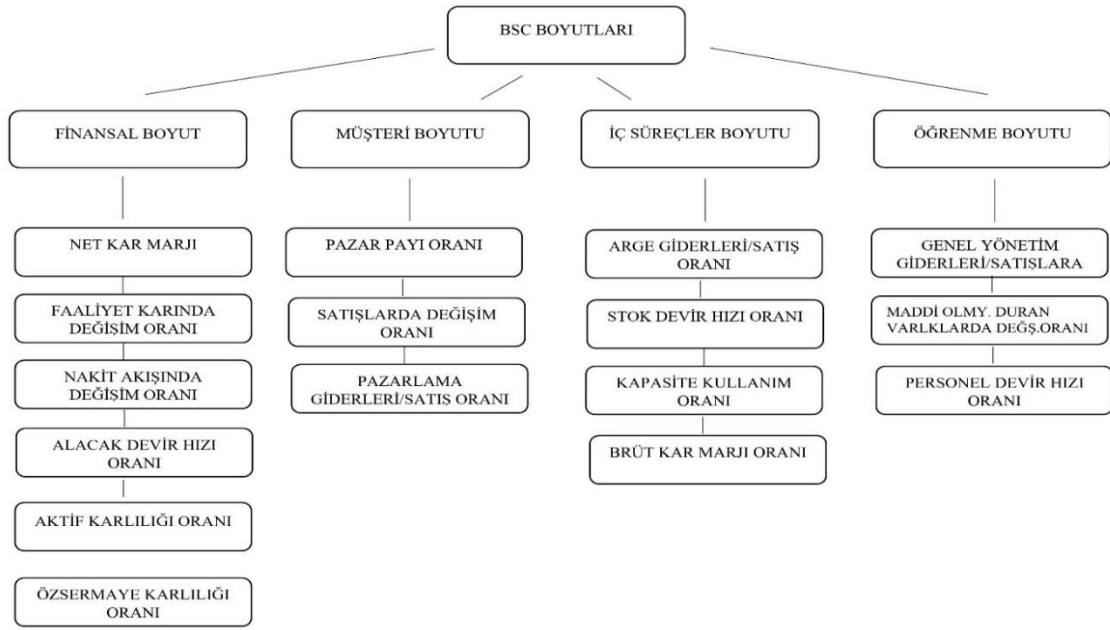 BSC BOYUTLARI
FİNANSAL BOYUT
MÜŞTERİ BOYUTU
İÇ SÜREÇLER BOYUTU
ÖĞRENME BOYUTU
NET KAR MARJI
FAALİYET KARINDA
DEĞİŞİM ORANI
NAKİT AKIŞINDA
DEĞİŞİM ORANI
ALACAK DEVİR HIZI
ORANI
AKTİF KARLILIĞI ORANI
ÖZSERMAYE KARLILIĞI
ORANI
PAZAR PAYI ORANI
SATIŞLARDA DEĞİŞİM
ORANI
PAZARLAMA
GİDERLERİ/SATIŞ ORANI
ARGE GİDERLERİ/SATIŞ
ORANI
STOK DEVİR HIZI ORANI
KAPASİTE KULLANIM
ORANI
BRÜT KAR MARJI ORANI
GENEL YÖNETİM
GİDERLERİ/SATIŞLARA
MADDİ OLMY. DURAN
VARLKLARDA DEĞŞ.ORANI
PERSONEL DEVİR HIZI
ORANI